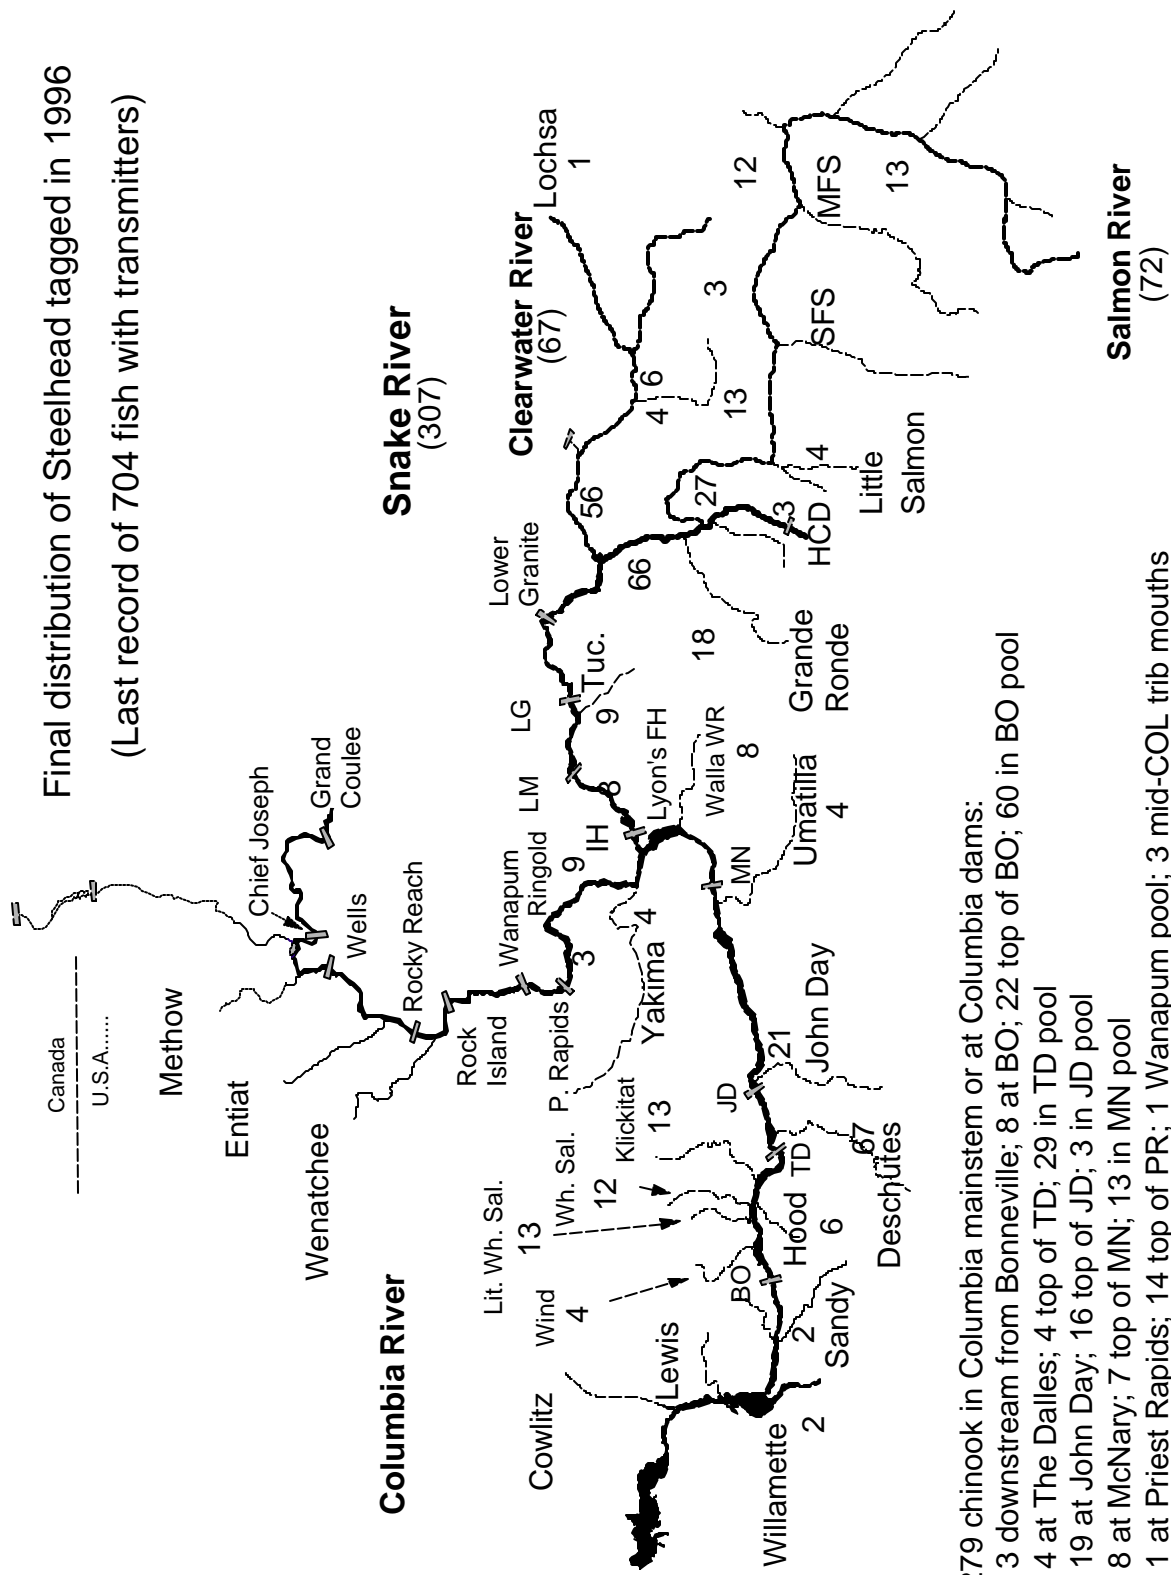 Final distribution of Steelhead tagged in 1996
(Last record of 704 fish with transmitters)
Canada
U.S.A......
Methow
Entiat
Wenatchee
Chief Joseph
Grand
Coulee
Wells
Rocky Reach
Rock
Island
Wanapum
Ringold
P. Rapids
3
9
Yakima
4
Columbia River
Snake River
(307)
Clearwater River
(67)
Lochsa
1
Lower
Granite
LG
LM
IH
8
Tuc.
9
Lyon's FH
Walla WR
8
Umatilla
4
MN
56
66
4
6
3
13
12
27
18
Grande
Ronde
3
HCD
4
Little
Salmon
SFS
MFS
13
Salmon River
(72)
Cowlitz
Lewis
Wind
4
Lit. Wh. Sal.
13
Wh. Sal.
12
Klickitat
13
Willamette
2
2
Sandy
BO
Hood
6
TD
Deschutes
67
JD
21
John Day
279 chinook in Columbia mainstem or at Columbia dams:
3 downstream from Bonneville; 8 at BO; 22 top of BO; 60 in BO pool
4 at The Dalles; 4 top of TD; 29 in TD pool
19 at John Day; 16 top of JD; 3 in JD pool
8 at McNary; 7 top of MN; 13 in MN pool
1 at Priest Rapids; 14 top of PR; 1 Wanapum pool; 3 mid-COL trib mouths